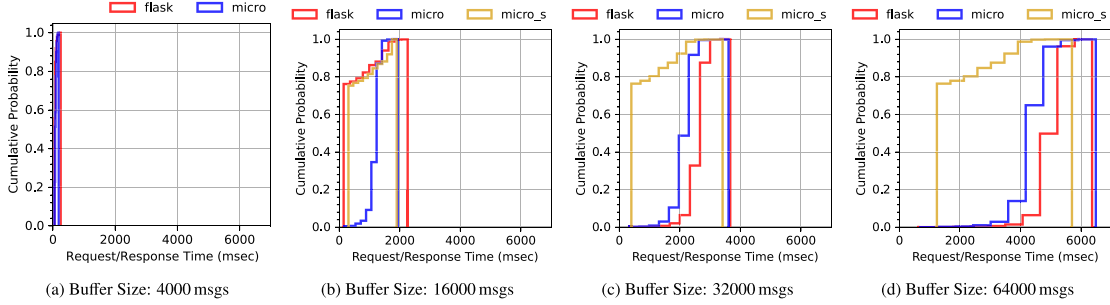 flask micro
1.0
0.8
0.6
0.4
0.2
0.0
Cumulative Probability
0 2000 4000 6000
Request/Response Time (msec)
(a) Buffer Size: 4000 msgs
flask micro micro_s
1.0
0.8
0.6
0.4
0.2
0.0
Cumulative Probability
0 2000 4000 6000
Request/Response Time (msec)
(b) Buffer Size: 16000 msgs
flask micro micro_s
1.0
0.8
0.6
0.4
0.2
0.0
Cumulative Probability
0 2000 4000 6000
Request/Response Time (msec)
(c) Buffer Size: 32000 msgs
flask micro micro_s
1.0
0.8
0.6
0.4
0.2
0.0
Cumulative Probability
0 2000 4000 6000
Request/Response Time (msec)
(d) Buffer Size: 64000 msgs